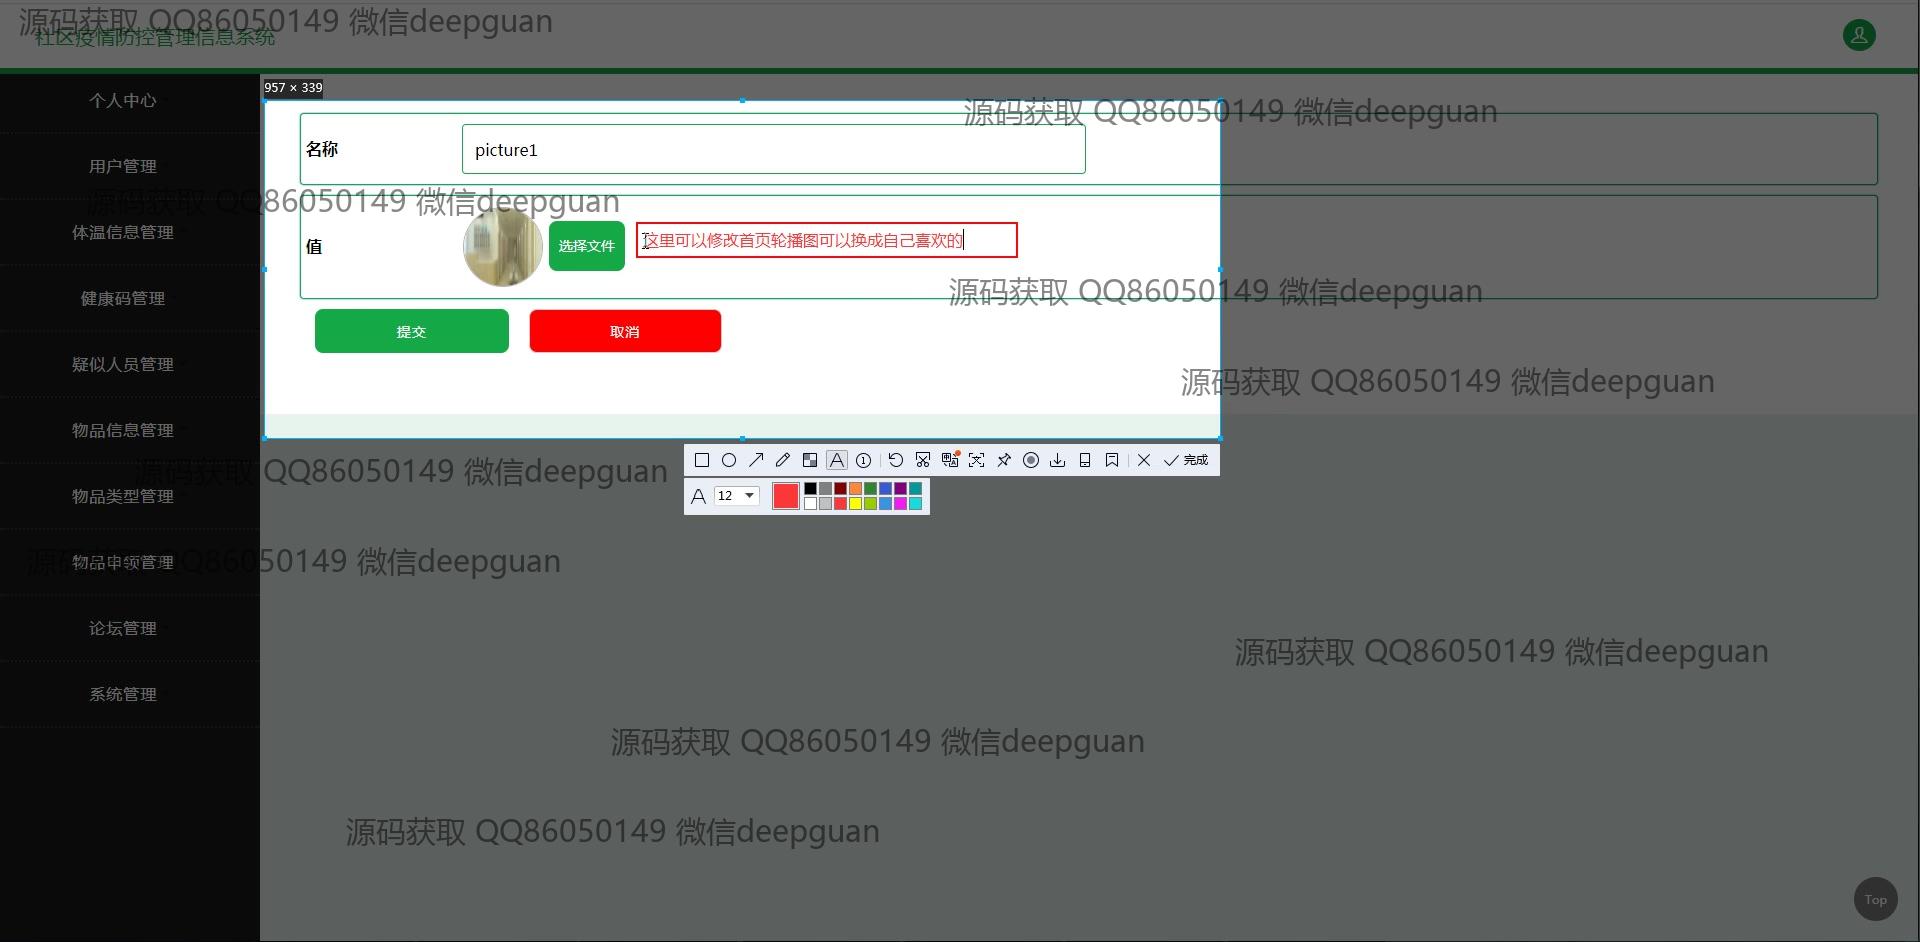 源码获取 QQ86050149 微信deepguan
社区疫情防控管理信息系统
957 × 339
个人中心
源码获取 QQ86050149 微信deepguan
名称
picture1
用户管理
源码获取 QQ86050149 微信deepguan
体温信息管理
值
选择文件
这里可以修改首页轮播图可以换成自己喜欢的
健康码管理
源码获取 QQ86050149 微信deepguan
提交
取消
疑似人员管理
源码获取 QQ86050149 微信deepguan
物品信息管理
完成
源码获取 QQ86050149 微信deepguan
物品类型管理
12
物品申领管理
源码获取 QQ86050149 微信deepguan
论坛管理
源码获取 QQ86050149 微信deepguan
系统管理
源码获取 QQ86050149 微信deepguan
源码获取 QQ86050149 微信deepguan
Top